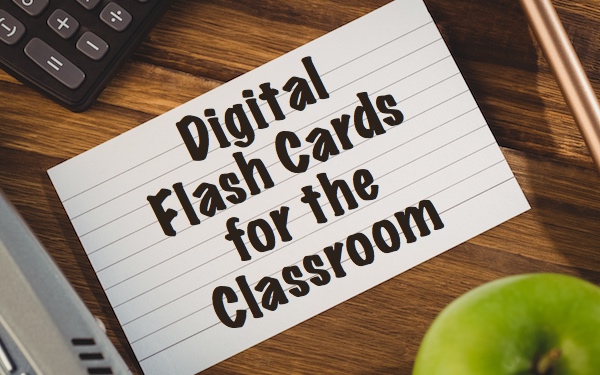 Digital
Flash Cards
for the
Classroom
(-)
+
-
÷
=